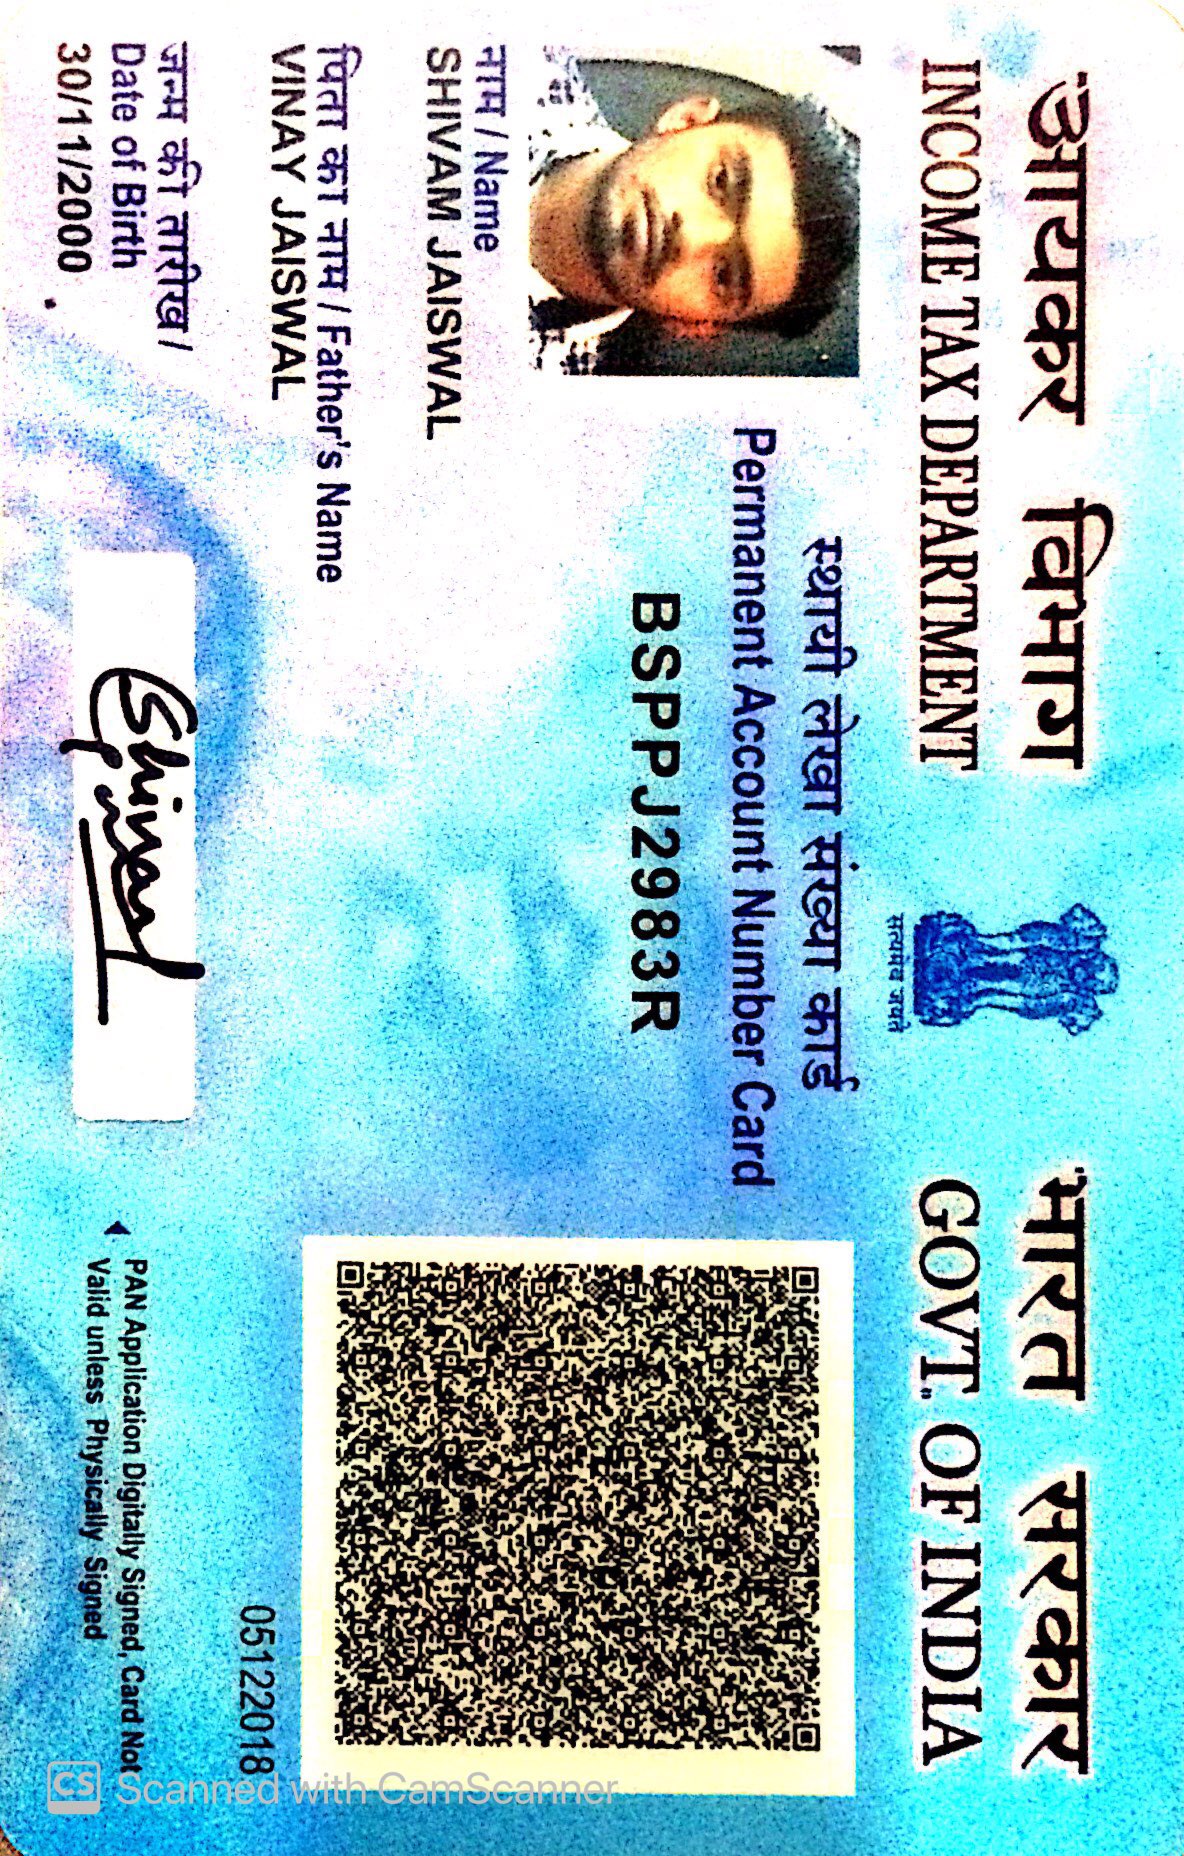 आयकर विभाग
INCOME TAX DEPARTMENT
सत्यमेव जयते
भारत सरकार
GOVT. OF INDIA
स्थायी लेखा संख्या कार्ड
Permanent Account Number Card
BSPPJ2983R
नाम / Name
SHIVAM JAISWAL
पिता का नाम / Father's Name
VINAY JAISWAL
जन्म की तारीख /
Date of Birth
30/11/2000
Shivam
05122018
PAN Application Digitally Signed, Card Not
Valid unless Physically Signed
CS Scanned with CamScanner